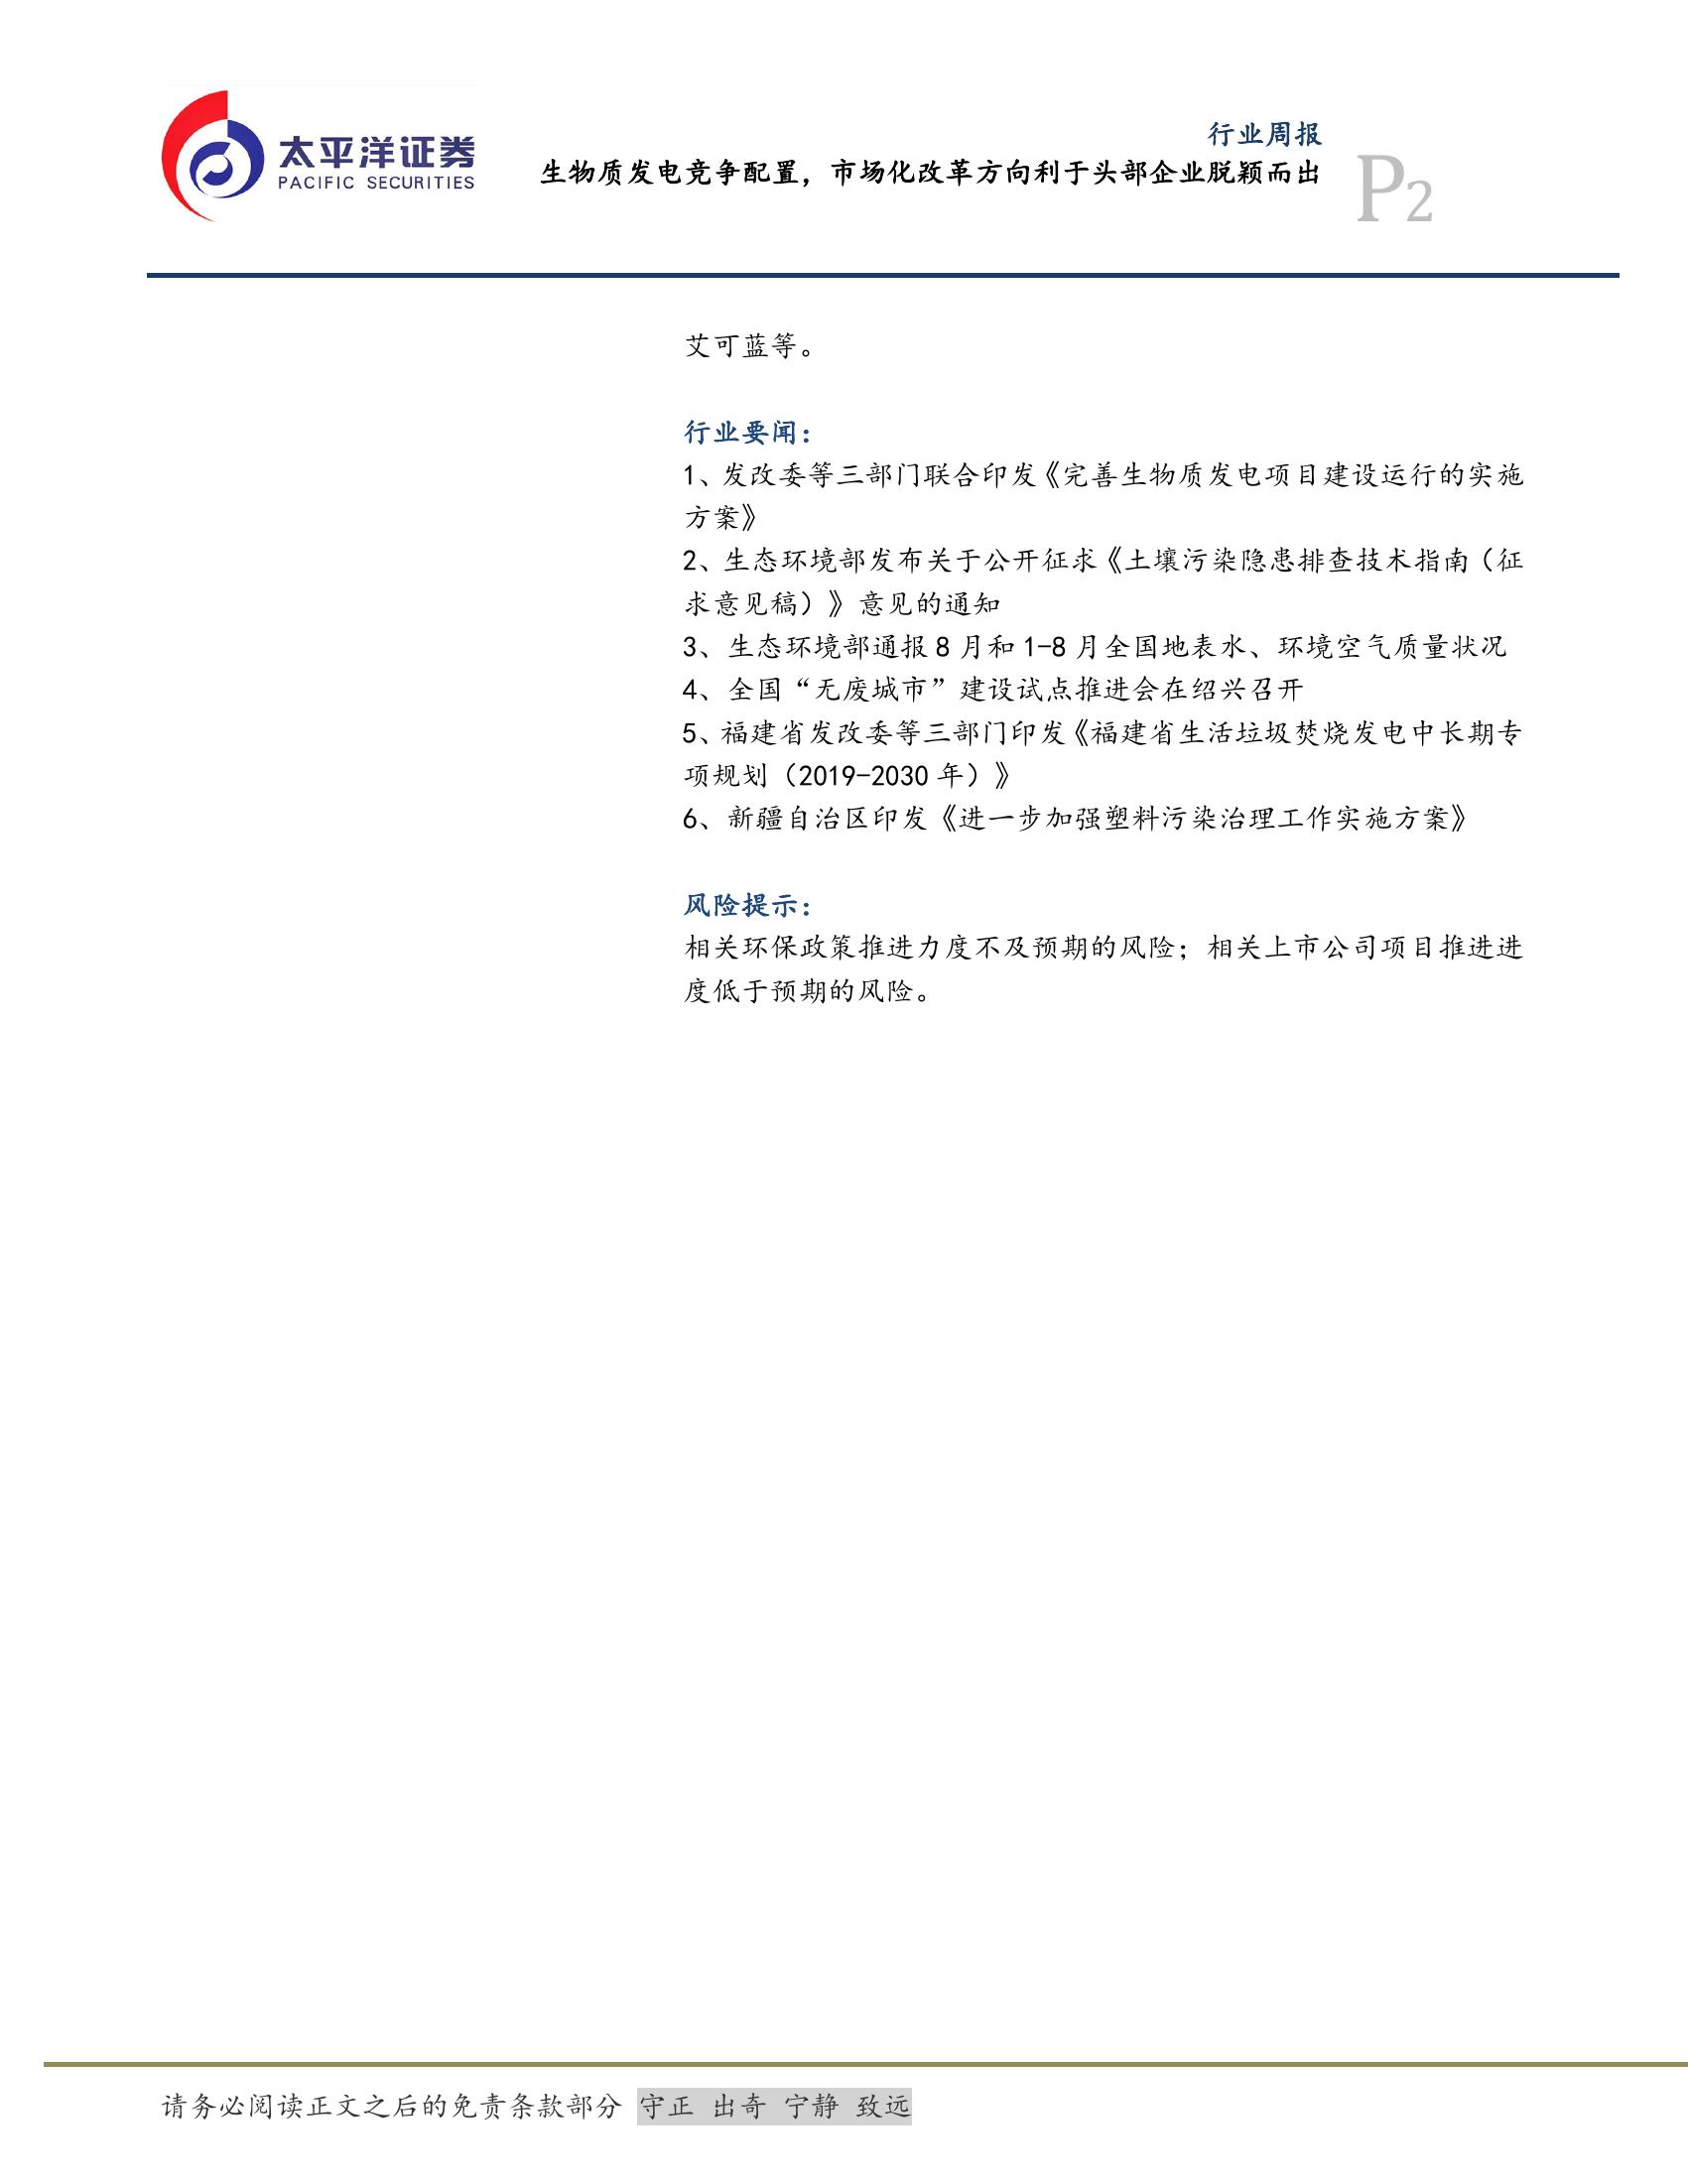 太平洋证券
PACIFIC SECURITIES
行业周报
生物质发电竞争配置，市场化改革方向利于头部企业脱颖而出
P2
艾可蓝等。
行业要闻：
1、发改委等三部门联合印发《完善生物质发电项目建设运行的实施
方案》
2、生态环境部发布关于公开征求《土壤污染隐患排查技术指南（征
求意见稿）》意见的通知
3、生态环境部通报 8 月和 1-8 月全国地表水、环境空气质量状况
4、全国“无废城市”建设试点推进会在绍兴召开
5、福建省发改委等三部门印发《福建省生活垃圾焚烧发电中长期专
项规划（2019-2030 年）》
6、新疆自治区印发《进一步加强塑料污染治理工作实施方案》
风险提示：
相关环保政策推进力度不及预期的风险；相关上市公司项目推进进
度低于预期的风险。
请务必阅读正文之后的免责条款部分 守正 出奇 宁静 致远